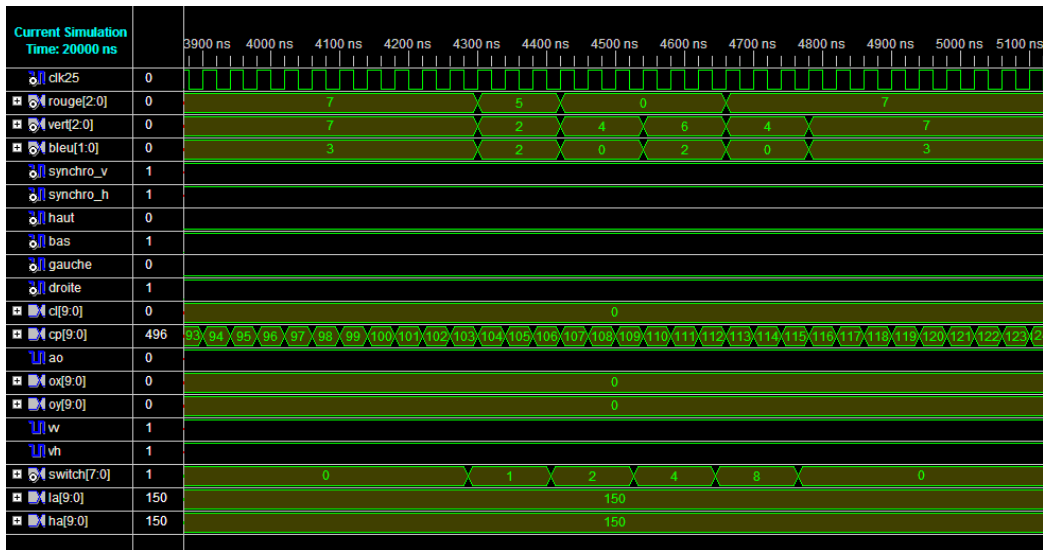 Current Simulation
Time: 20000 ns
3900 ns 4000 ns 4100 ns 4200 ns 4300 ns 4400 ns 4500 ns 4600 ns 4700 ns 4800 ns 4900 ns 5000 ns 5100 ns
clk25 0
rouge[2:0] 0 7 5 0 7
vert[2:0] 0 7 2 4 6 4 7
bleu[1:0] 0 3 2 0 2 0 3
synchro_v 1
synchro_h 1
haut 0
bas 1
gauche 0
droite 1
cl[9:0] 0 0
cp[9:0] 496 93 94 95 96 97 98 99 100 101 102 103 104 105 106 107 108 109 110 111 112 113 114 115 116 117 118 119 120 121 122 123
ao 0
ox[9:0] 0 0
oy[9:0] 0 0
vv 1
vh 1
switch[7:0] 1 0 1 2 4 8 0
la[9:0] 150 150
ha[9:0] 150 150